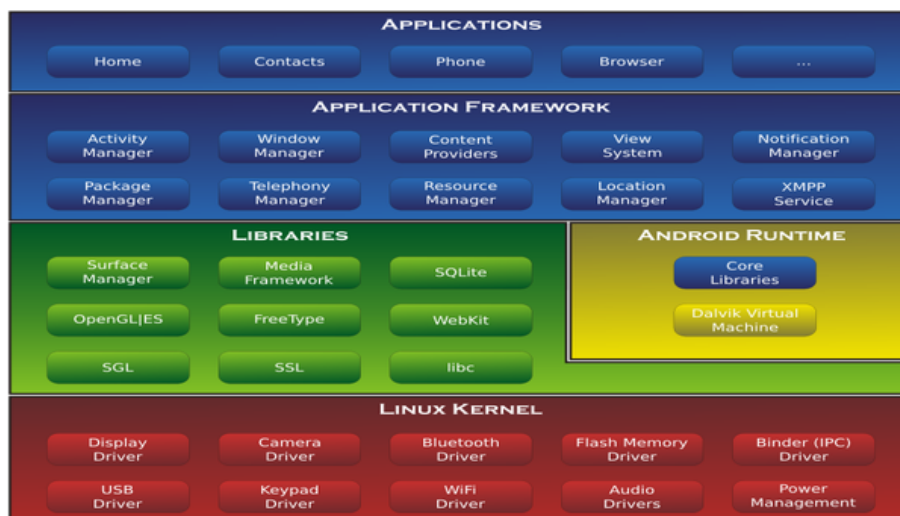 APPLICATIONS
Home
Contacts
Phone
Browser
...
APPLICATION FRAMEWORK
Activity
Manager
Window
Manager
Content
Providers
View
System
Notification
Manager
Package
Manager
Telephony
Manager
Resource
Manager
Location
Manager
XMPP
Service
LIBRARIES
Surface
Manager
Media
Framework
SQLite
OpenGL|ES
FreeType
WebKit
SGL
SSL
libc
ANDROID RUNTIME
Core
Libraries
Dalvik Virtual
Machine
LINUX KERNEL
Display
Driver
Camera
Driver
Bluetooth
Driver
Flash Memory
Driver
Binder (IPC)
Driver
USB
Driver
Keypad
Driver
WiFi
Driver
Audio
Drivers
Power
Management